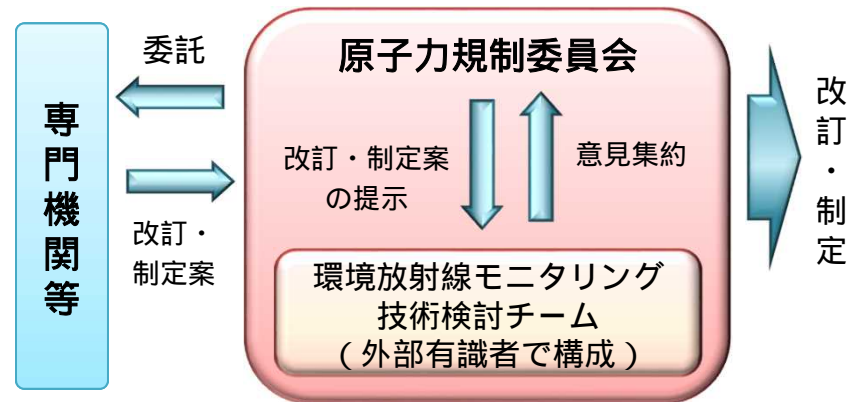 専門機関等
委託
改訂・
制定案
原子力規制委員会
改訂・制定案
の提示
意見集約
環境放射線モニタリング
技術検討チーム
（外部有識者で構成）
改訂・制定